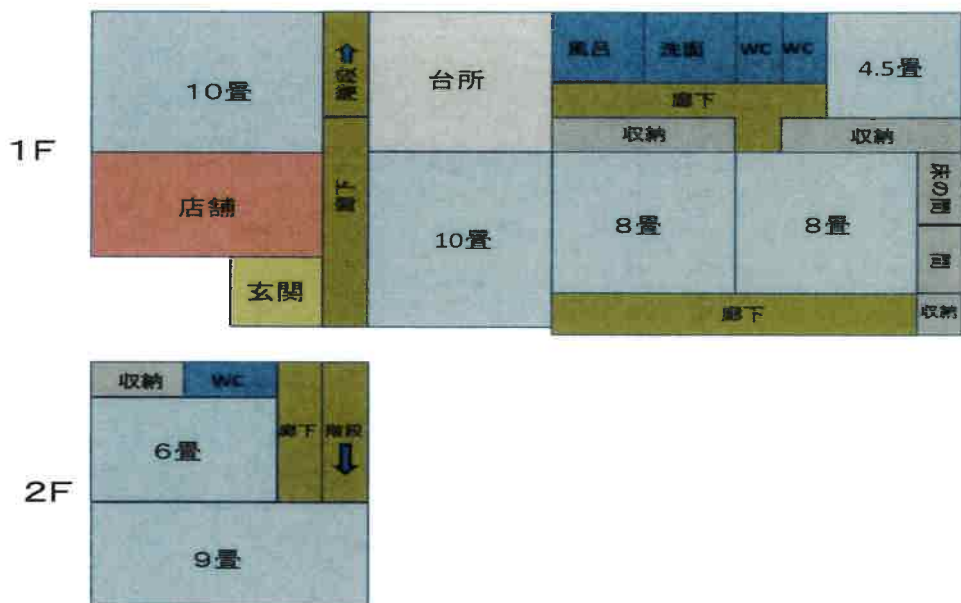 1F
10畳
階段
台所
風呂
洗面
WC
WC
4.5畳
廊下
収納
収納
店舗
廊下
10畳
8畳
8畳
床の間
玄関
廊下
収納
2F
収納
WC
6畳
廊下
階段
9畳